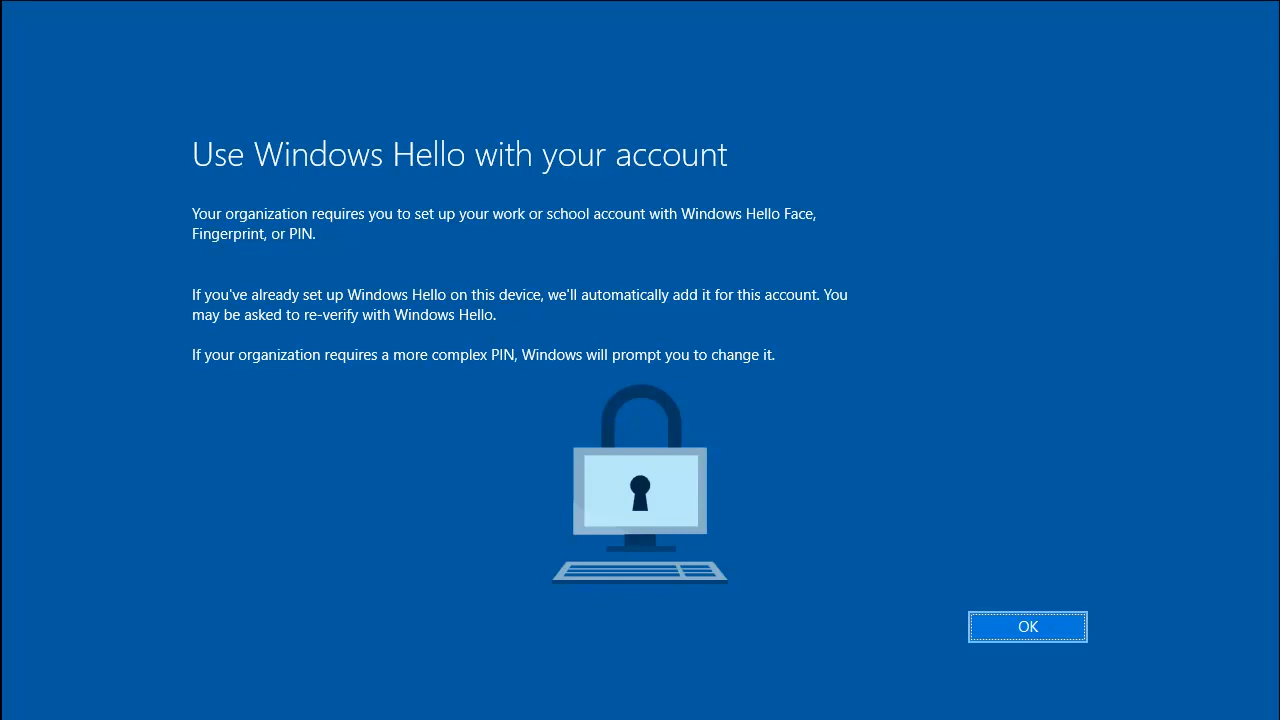 Use Windows Hello with your account
Your organization requires you to set up your work or school account with Windows Hello Face,
Fingerprint, or PIN.
If you've already set up Windows Hello on this device, we'll automatically add it for this account. You
may be asked to re-verify with Windows Hello.
If your organization requires a more complex PIN, Windows will prompt you to change it.
OK